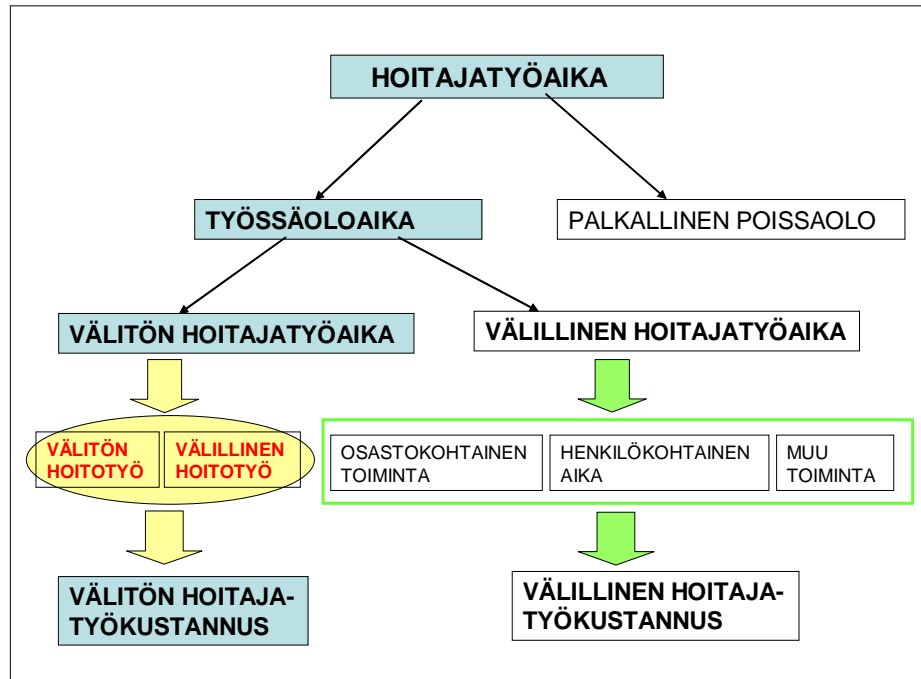 HOITAJATYÖAIKA
TYÖSSÄOLOAIKA
PALKALLINEN POISSAOLO
VÄLITÖN HOITAJATYÖAIKA
VÄLILLINEN HOITAJATYÖAIKA
VÄLITÖN
HOITOTYÖ
VÄLILLINEN
HOITOTYÖ
OSASTOKOHTAINEN
TOIMINTA
HENKILÖKOHTAINEN
AIKA
MUU
TOIMINTA
VÄLITÖN HOITAJA-
TYÖKUSTANNUS
VÄLILLINEN HOITAJA-
TYÖKUSTANNUS